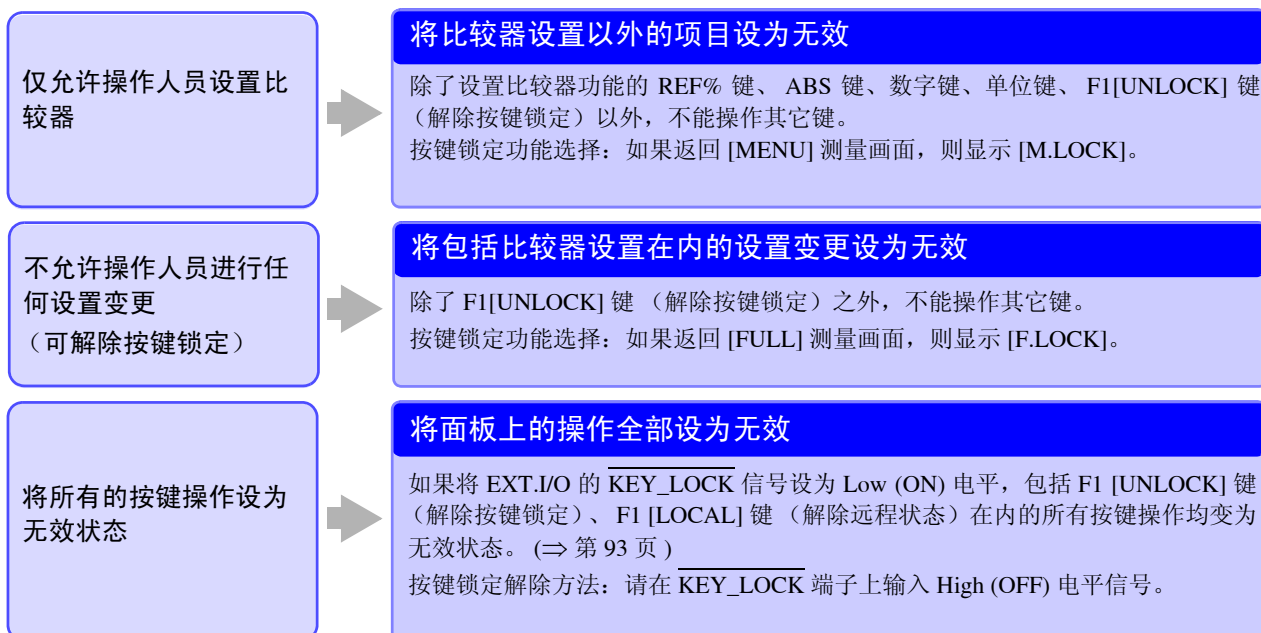 仅允许操作人员设置比
较器
将比较器设置以外的项目设为无效
除了设置比较器功能的 REF% 键、 ABS 键、数字键、单位键、 F1[UNLOCK] 键
（解除按键锁定）以外，不能操作其它键。
按键锁定功能选择：如果返回 [MENU] 测量画面，则显示 [M.LOCK]。
不允许操作人员进行任
何设置变更
（可解除按键锁定）
将包括比较器设置在内的设置变更设为无效
除了 F1[UNLOCK] 键 （解除按键锁定）之外，不能操作其它键。
按键锁定功能选择：如果返回 [FULL] 测量画面，则显示 [F.LOCK]。
将所有的按键操作设为
无效状态
将面板上的操作全部设为无效
如果将 EXT.I/O 的 KEY_LOCK 信号设为 Low (ON) 电平，包括 F1 [UNLOCK] 键
（解除按键锁定）、 F1 [LOCAL] 键 （解除远程状态）在内的所有按键操作均变为
无效状态。 (⇒ 第 93 页 )
按键锁定解除方法：请在 KEY_LOCK 端子上输入 High (OFF) 电平信号。